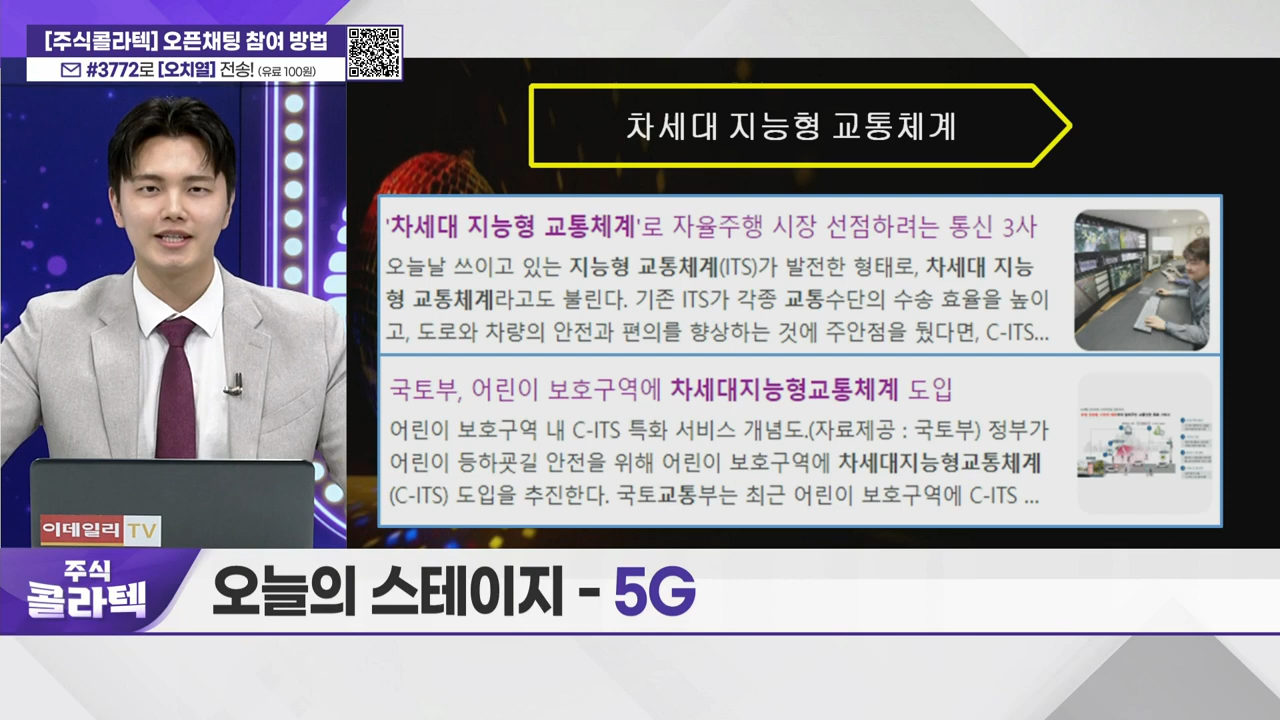 [주식콜라텍] 오픈채팅 참여 방법
#3772로 [오치열] 전송! (유료 100원)
차세대 지능형 교통체계
'차세대 지능형 교통체계'로 자율주행 시장 선점하려는 통신 3사
오늘날 쓰이고 있는 지능형 교통체계(ITS)가 발전한 형태로, 차세대 지능
형 교통체계라고도 불린다. 기존 ITS가 각종 교통수단의 수송 효율을 높이
고, 도로와 차량의 안전과 편의를 향상하는 것에 주안점을 뒀다면, C-ITS...
국토부, 어린이 보호구역에 차세대지능형교통체계 도입
어린이 보호구역 내 C-ITS 특화 서비스 개념도.(자료제공 : 국토부) 정부가
어린이 등하굣길 안전을 위해 어린이 보호구역에 차세대지능형교통체계
(C-ITS) 도입을 추진한다. 국토교통부는 최근 어린이 보호구역에 C-ITS ...
이데일리 TV
주식
콜라텍
오늘의 스테이지 - 5G